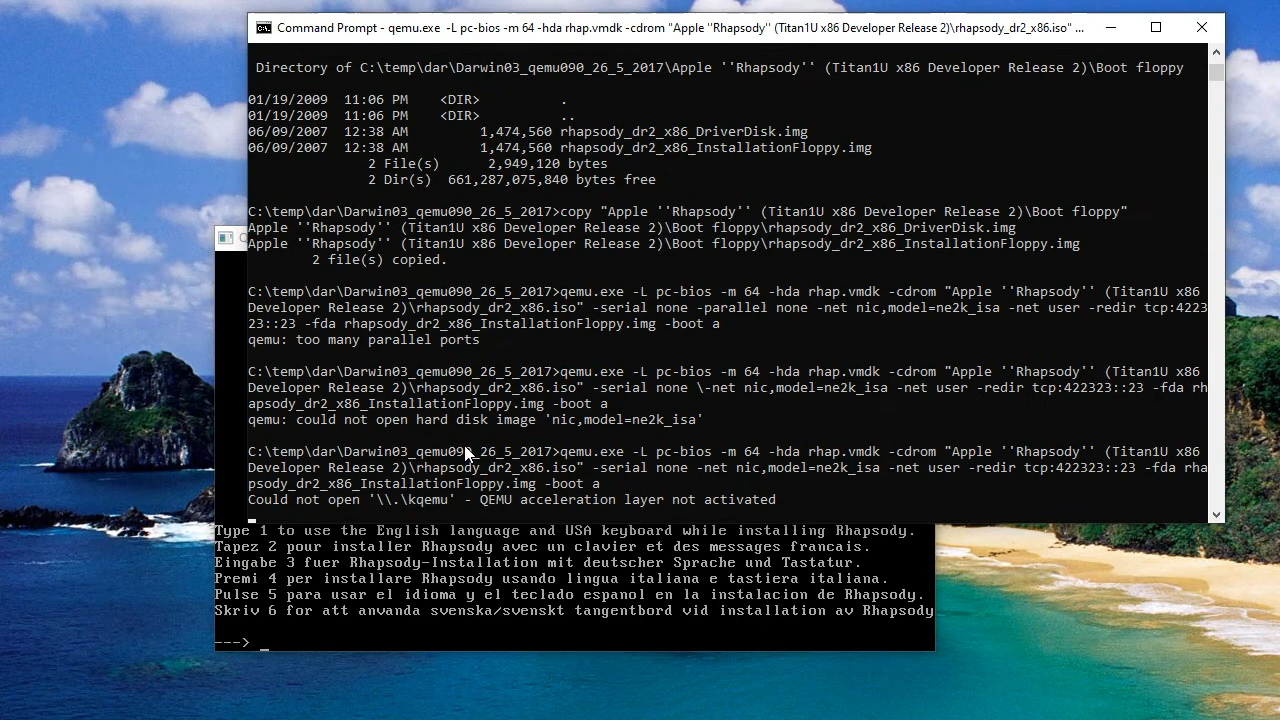 Command Prompt - qemu.exe  -L pc-bios -m 64 -hda rhap.vmdk -cdrom "Apple ''Rhapsody'' (Titan1U x86 Developer Release 2)\rhapsody_dr2_x86.iso" ...
Directory of C:\temp\dar\Darwin03_qemu090_26_5_2017\Apple ''Rhapsody'' (Titan1U x86 Developer Release 2)\Boot floppy
01/19/2009  11:06 PM    <DIR>          .
01/19/2009  11:06 PM    <DIR>          ..
06/09/2007  12:38 AM         1,474,560 rhapsody_dr2_x86_DriverDisk.img
06/09/2007  12:38 AM         1,474,560 rhapsody_dr2_x86_InstallationFloppy.img
2 File(s)      2,949,120 bytes
2 Dir(s)  661,287,075,840 bytes free
C:\temp\dar\Darwin03_qemu090_26_5_2017>copy "Apple ''Rhapsody'' (Titan1U x86 Developer Release 2)\Boot floppy"
Apple ''Rhapsody'' (Titan1U x86 Developer Release 2)\Boot floppy\rhapsody_dr2_x86_DriverDisk.img
Apple ''Rhapsody'' (Titan1U x86 Developer Release 2)\Boot floppy\rhapsody_dr2_x86_InstallationFloppy.img
2 file(s) copied.
C:\temp\dar\Darwin03_qemu090_26_5_2017>qemu.exe -L pc-bios -m 64 -hda rhap.vmdk -cdrom "Apple ''Rhapsody'' (Titan1U x86
Developer Release 2)\rhapsody_dr2_x86.iso" -serial none -parallel none -net nic,model=ne2k_isa -net user -redir tcp:4223
23::23 -fda rhapsody_dr2_x86_InstallationFloppy.img -boot a
qemu: too many parallel ports
C:\temp\dar\Darwin03_qemu090_26_5_2017>qemu.exe -L pc-bios -m 64 -hda rhap.vmdk -cdrom "Apple ''Rhapsody'' (Titan1U x86
Developer Release 2)\rhapsody_dr2_x86.iso" -serial none \-net nic,model=ne2k_isa -net user -redir tcp:422323::23 -fda rh
apsody_dr2_x86_InstallationFloppy.img -boot a
qemu: could not open hard disk image 'nic,model=ne2k_isa'
C:\temp\dar\Darwin03_qemu090_26_5_2017>qemu.exe -L pc-bios -m 64 -hda rhap.vmdk -cdrom "Apple ''Rhapsody'' (Titan1U x86
Developer Release 2)\rhapsody_dr2_x86.iso" -serial none -net nic,model=ne2k_isa -net user -redir tcp:422323::23 -fda rha
psody_dr2_x86_InstallationFloppy.img -boot a
Could not open '\\.\kqemu' - QEMU acceleration layer not activated
Type 1 to use the English language and USA keyboard while installing Rhapsody.
Tapez 2 pour installer Rhapsody avec un clavier et des messages francais.
Eingabe 3 fuer Rhapsody-Installation mit deutscher Sprache und Tastatur.
Premi 4 per installare Rhapsody usando lingua italiana e tastiera italiana.
Pulse 5 para usar el idioma y el teclado espanol en la instalacion de Rhapsody.
Skriv 6 for att anvanda svenska/svenskt tangentbord vid installation av Rhapsody
---> _